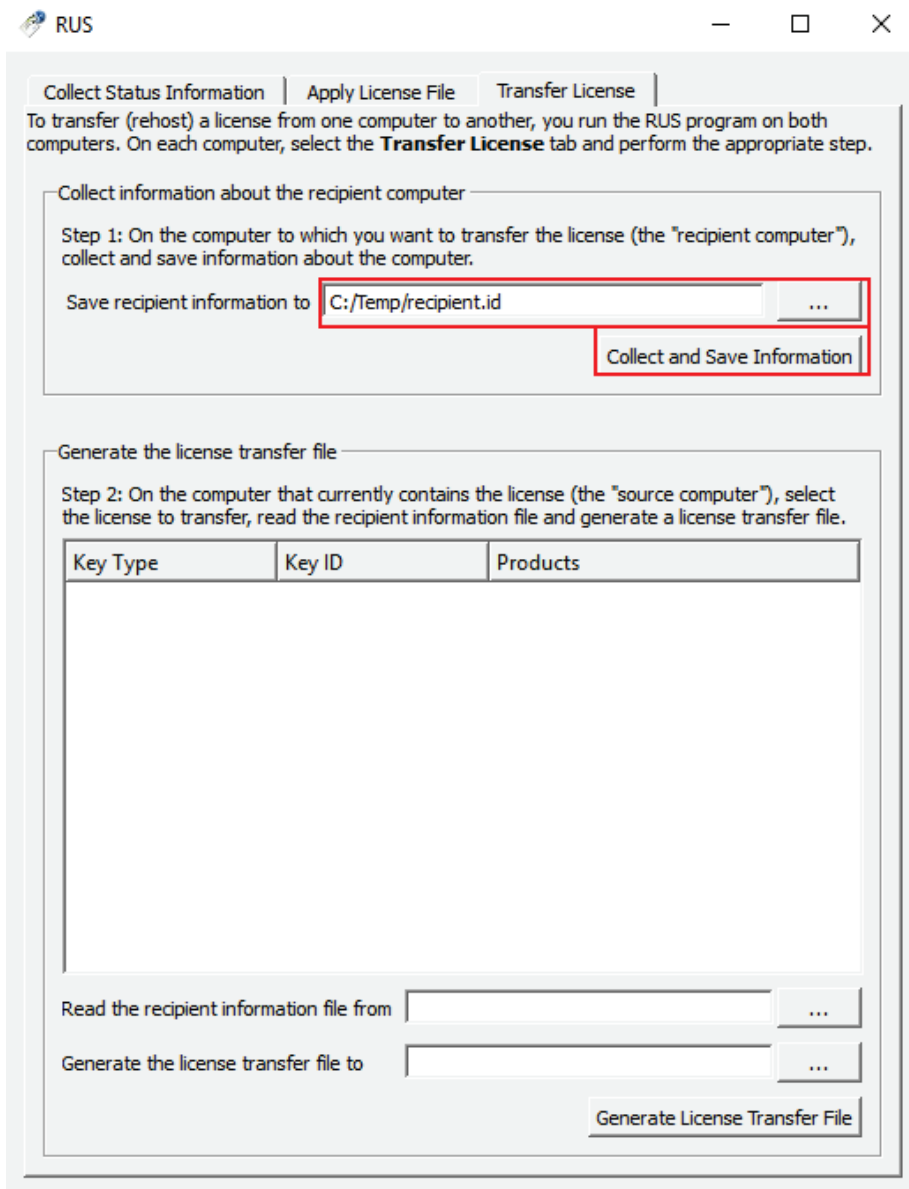 RUS
Collect Status Information
Apply License File
Transfer License
To transfer (rehost) a license from one computer to another, you run the RUS program on both
computers. On each computer, select the Transfer License tab and perform the appropriate step.
Collect information about the recipient computer
Step 1: On the computer to which you want to transfer the license (the "recipient computer"),
collect and save information about the computer.
Save recipient information to C:/Temp/recipient.id ...
Collect and Save Information
Generate the license transfer file
Step 2: On the computer that currently contains the license (the "source computer"), select
the license to transfer, read the recipient information file and generate a license transfer file.
Key Type Key ID Products
Read the recipient information file from ...
Generate the license transfer file to ...
Generate License Transfer File